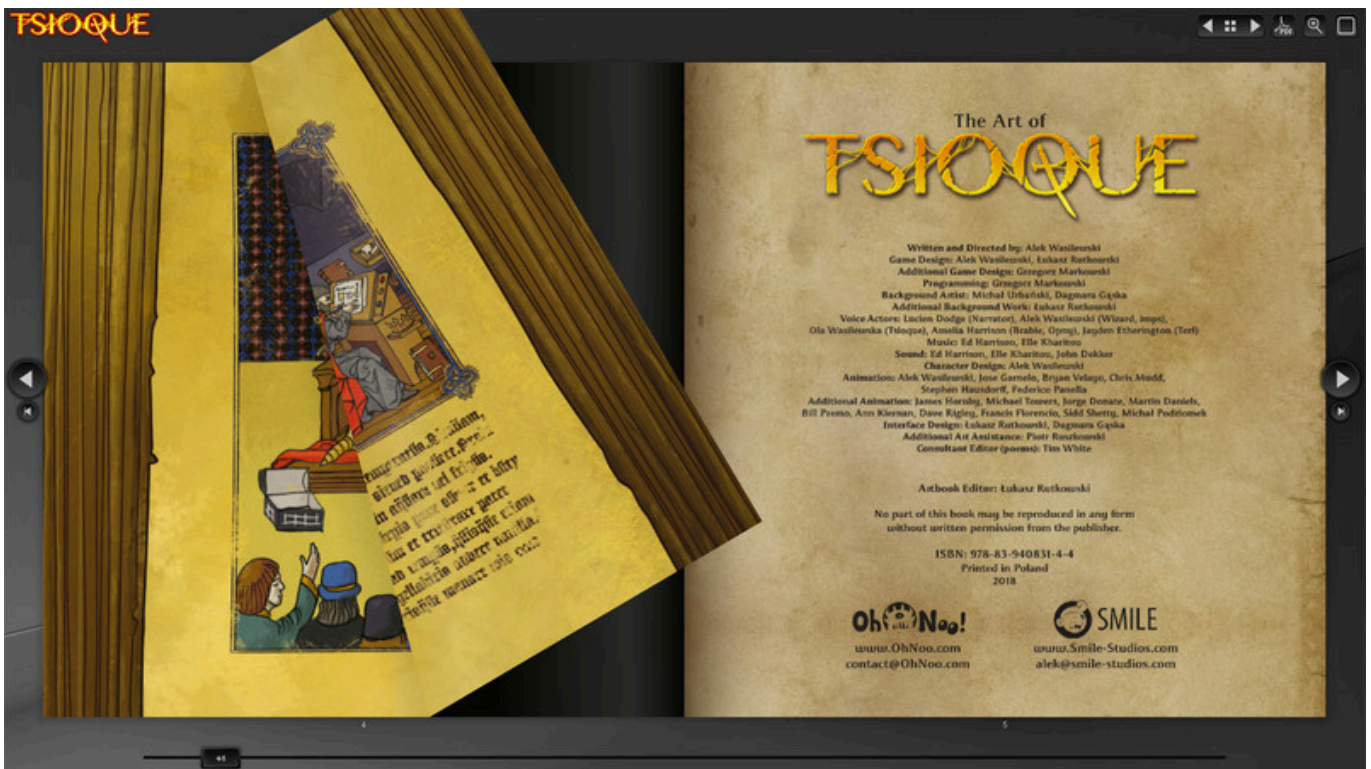 TSIOQUE
PDF
The Art of
TSIOQUE
Written and Directed by: Alek Wasilewski
Game Design: Alek Wasilewski, Łukasz Rutkowski
Additional Game Design: Grzegorz Markowski
Programming: Grzegorz Markowski
Background Artist: Michał Urbański, Dagmara Gąska
Additional Background Work: Łukasz Rutkowski
Voice Actors: Lucien Dodge (Narrator), Alek Wasilewski (Wizard, imps),
Ola Wasilewska (Tsioque), Amelia Harrison (Brable, Opny), Jayden Etherington (Terf)
Music: Ed Harrison, Elle Kharitou
Sound: Ed Harrison, Elle Kharitou, John Dekker
Character Design: Alek Wasilewski
Animation: Alek Wasilewski, Jose Gamelo, Bryan Velayo, Chris Mudd,
Stephen Hausdorff, Federico Panella
Additional Animation: James Hornby, Michael Towers, Jorge Donate, Martin Daniels,
Bill Premo, Ann Kiernan, Dave Rigley, Francis Florencio, Sidd Shetty, Michał Podziomek
Interface Design: Łukasz Rutkowski, Dagmara Gąska
Additional Art Assistance: Piotr Ruszkowski
Consultant Editor (poems): Tim White
Artbook Editor: Łukasz Rutkowski
No part of this book may be reproduced in any form
without written permission from the publisher.
ISBN: 978-83-940831-4-4
Printed in Poland
2018
Oh Noo!
www.OhNoo.com
contact@OhNoo.com
SMILE
www.Smile-Studios.com
alek@smile-studios.com
4
5